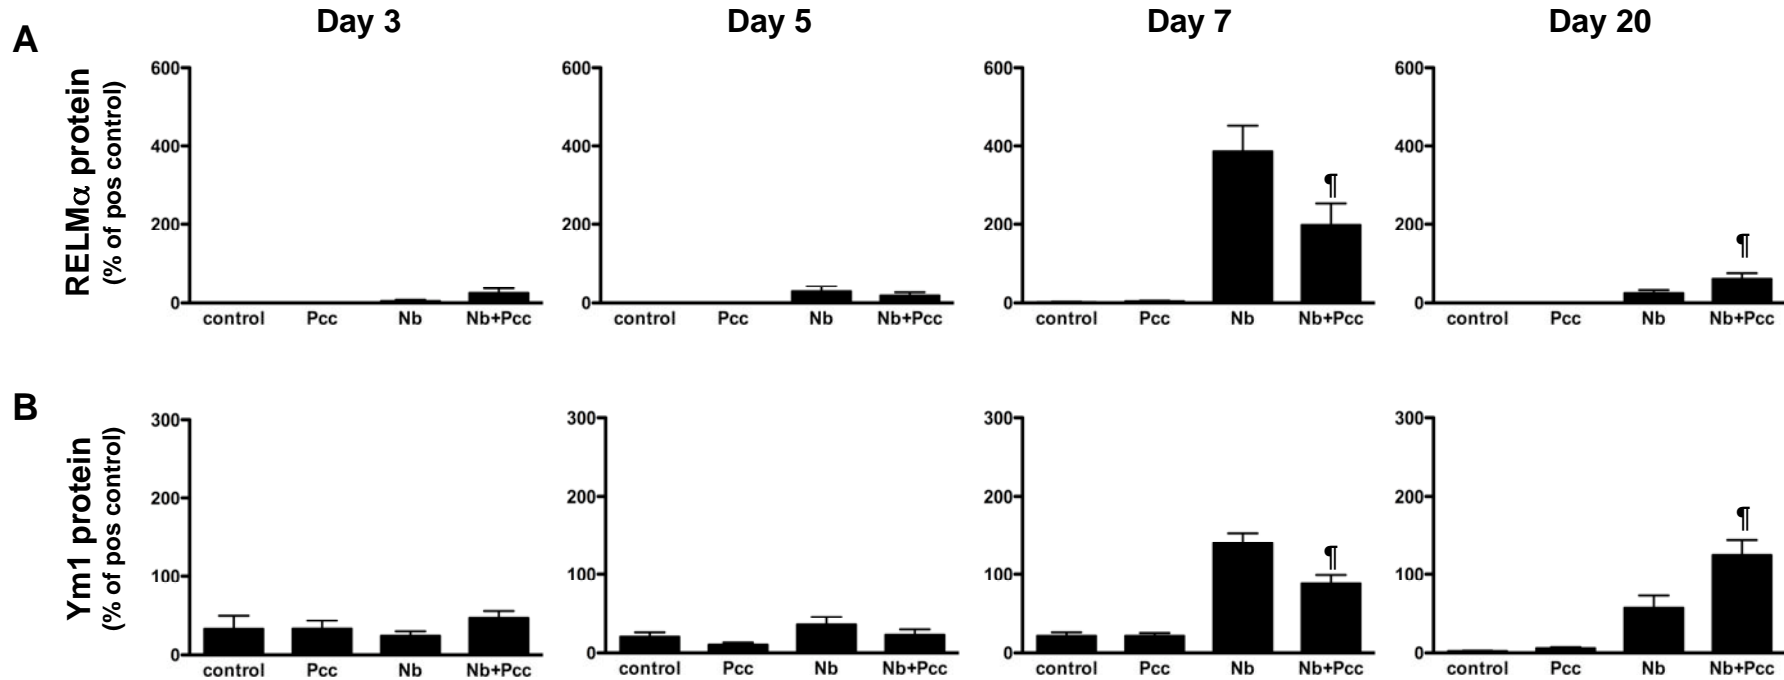 Day 3 Day 5 Day 7 Day 20
A
RELMα protein
(% of pos control)
600 600 600 600
400 400 400 400
¶
200 200 200 200
¶
0 0 0 0
control Pcc Nb Nb+Pcc control Pcc Nb Nb+Pcc control Pcc Nb Nb+Pcc control Pcc Nb Nb+Pcc
B
Ym1 protein
(% of pos control)
300 300 300 300
200 200 200 200
¶
¶
100 100 100 100
0 0 0 0
control Pcc Nb Nb+Pcc control Pcc Nb Nb+Pcc control Pcc Nb Nb+Pcc control Pcc Nb Nb+Pcc